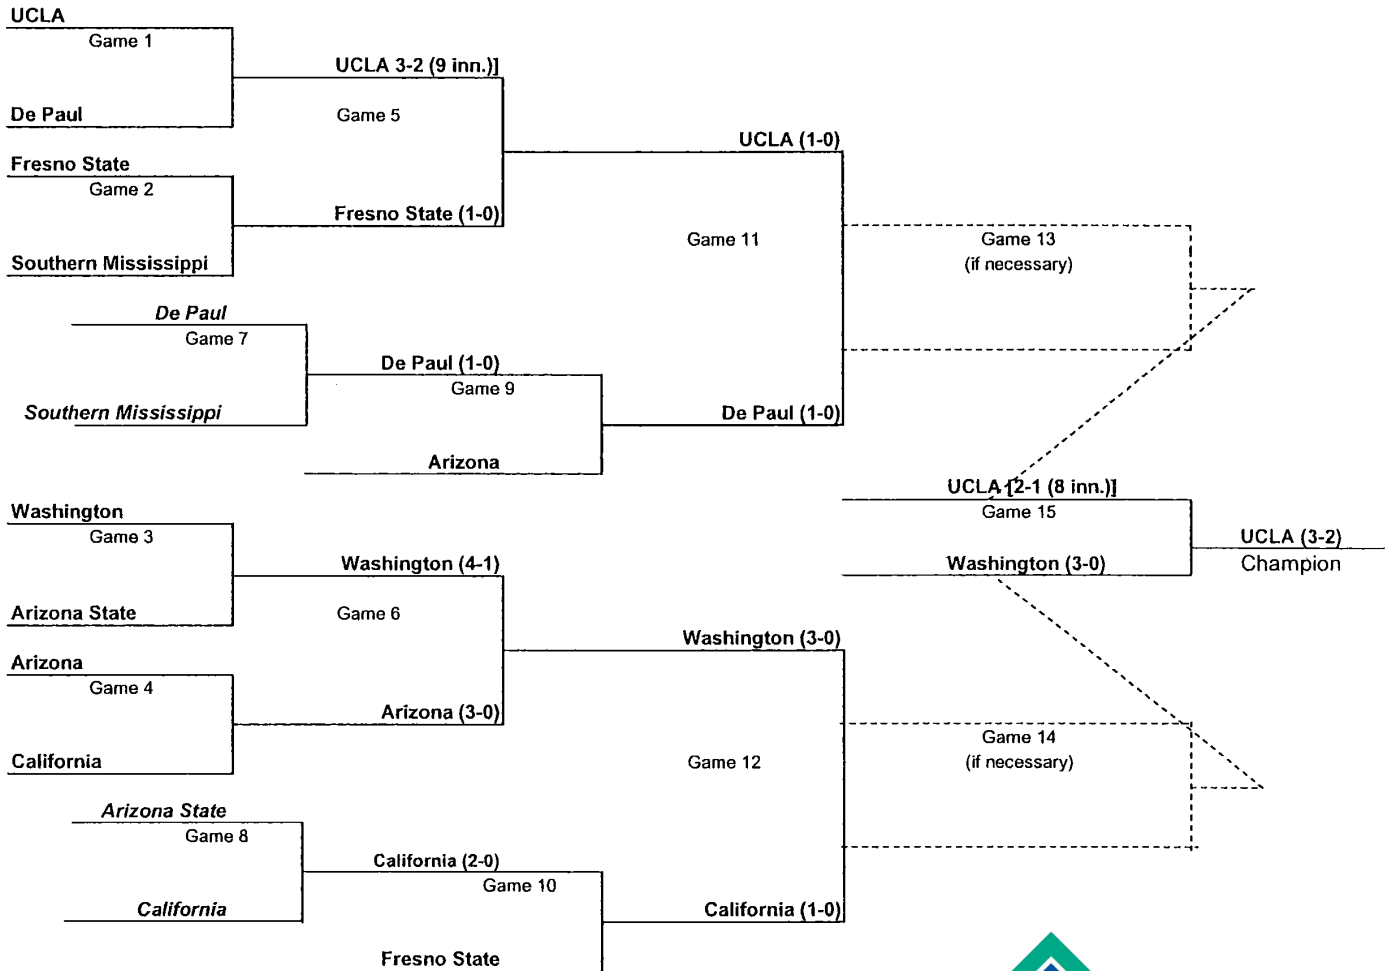 UCLA
Game 1
UCLA 3-2 (9 inn.)]
De Paul
Game 5
UCLA (1-0)
Fresno State
Game 2
Fresno State (1-0)
Game 11
Game 13
(if necessary)
Southern Mississippi
De Paul
Game 7
De Paul (1-0)
Game 9
Southern Mississippi
De Paul (1-0)
Arizona
UCLA [2-1 (8 inn.)]
Game 15
Washington
Game 3
UCLA (3-2)
Champion
Washington (4-1)
Washington (3-0)
Arizona State
Game 6
Washington (3-0)
Arizona
Game 4
Arizona (3-0)
Game 14
(if necessary)
California
Game 12
Arizona State
Game 8
California (2-0)
Game 10
California
California (1-0)
Fresno State